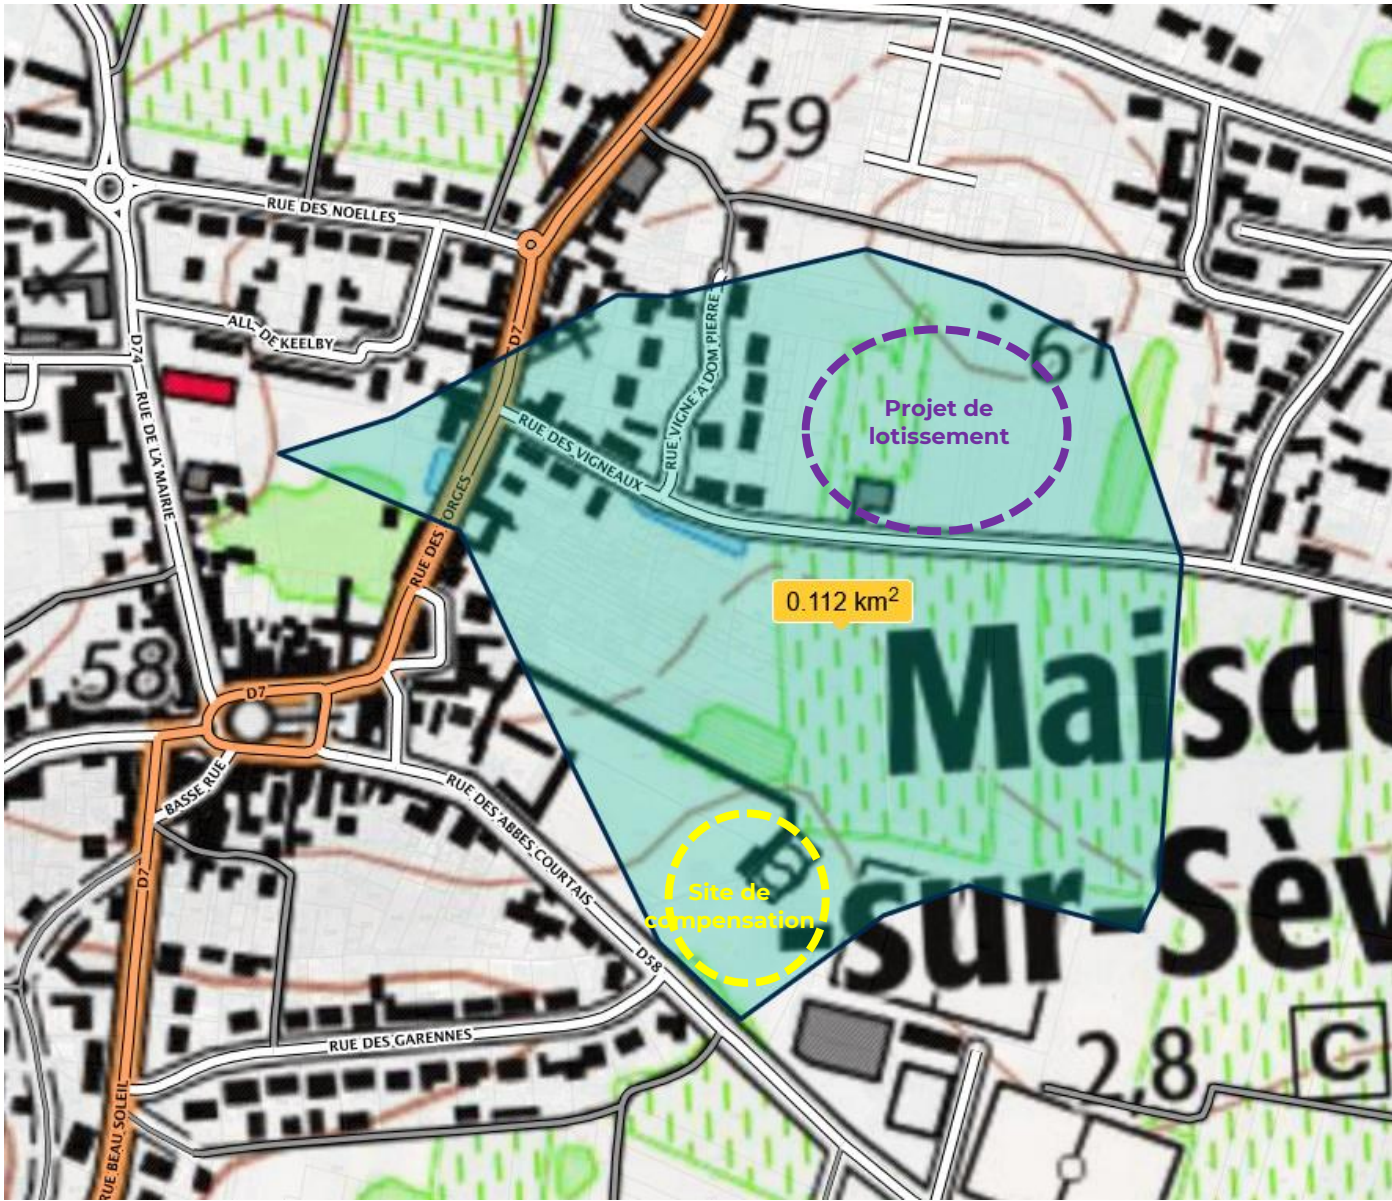 59
RUE DES NOELLES
ALL. DE KEELBY
D7
D74
RUE DE LA MAIRIE
RUE VIGNE A DOM PIERRE
RUE DES VIGNEAUX
61
Projet de
lotissement
RUE DES FORGES
0.112 km²
58
D7
Maisdo
BASSE RUE
RUE DES ABBES COURTAIS
D7
Site de
compensation
sur-Sèv
D58
RUE DES GARENNES
2,8
C
RUE BEAU SOLEIL